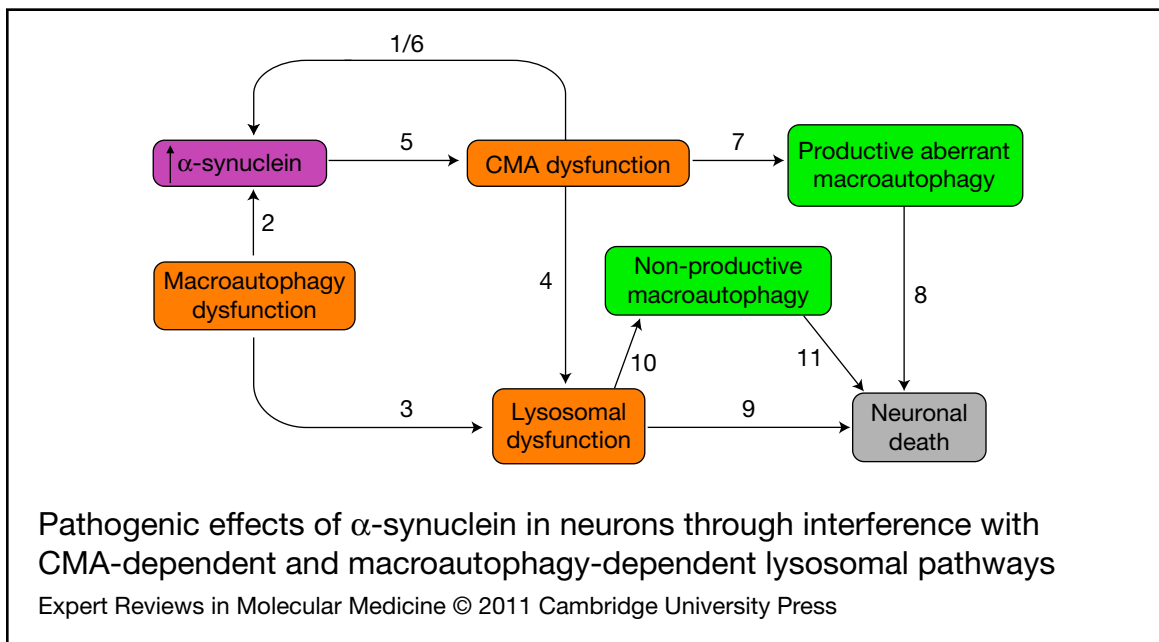 1/6
α-synuclein
5
CMA dysfunction
7
Productive aberrant
macroautophagy
2
Macroautophagy
dysfunction
4
Non-productive
macroautophagy
8
10
11
3
Lysosomal
dysfunction
9
Neuronal
death
Pathogenic effects of α-synuclein in neurons through interference with
CMA-dependent and macroautophagy-dependent lysosomal pathways
Expert Reviews in Molecular Medicine © 2011 Cambridge University Press